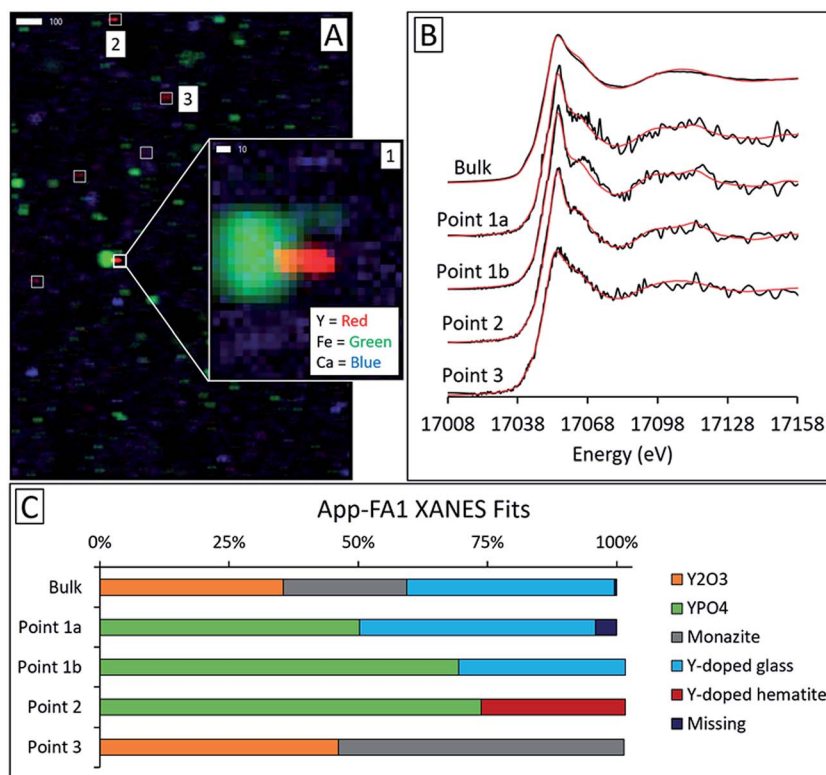 100
A
2
3
1
10
Y = Red
Fe = Green
Ca = Blue
B
Bulk
Point 1a
Point 1b
Point 2
Point 3
17008 17038 17068 17098 17128 17158
Energy (eV)
C
App-FA1 XANES Fits
0% 25% 50% 75% 100%
Bulk
Point 1a
Point 1b
Point 2
Point 3
Y2O3
YPO4
Monazite
Y-doped glass
Y-doped hematite
Missing